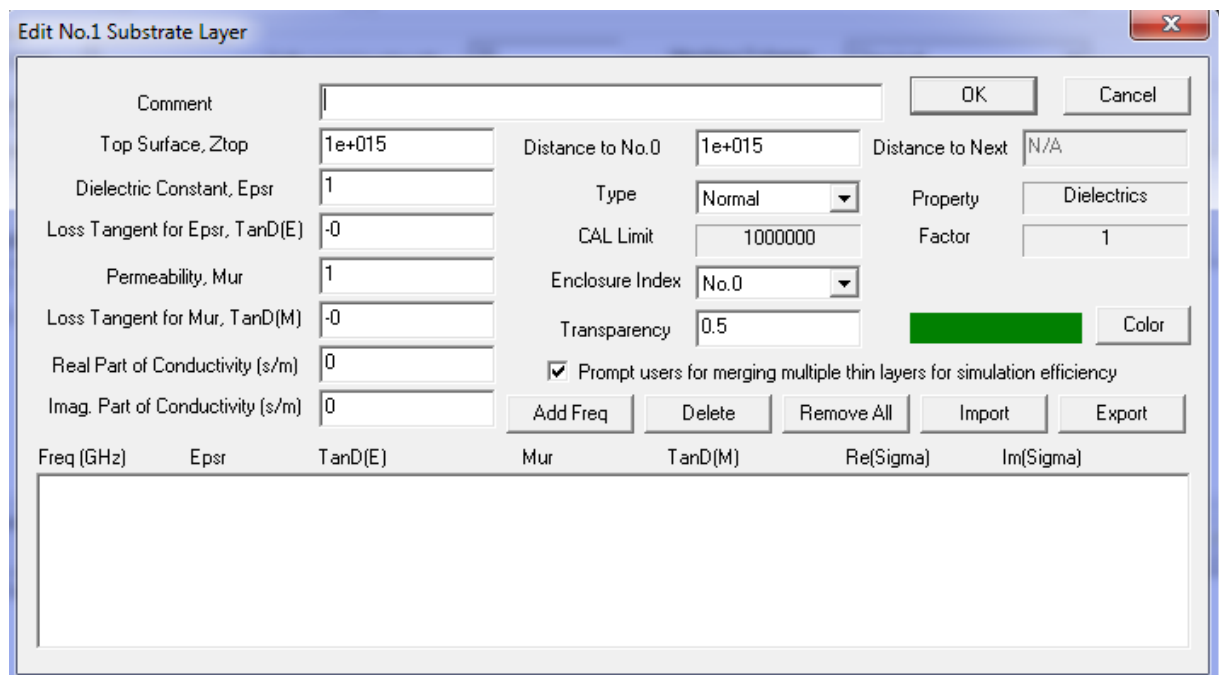 Edit No.1 Substrate Layer
Comment OK Cancel
Top Surface, Ztop 1e+015 Distance to No.0 1e+015 Distance to Next N/A
Dielectric Constant, Epsr 1 Type Normal Property Dielectrics
Loss Tangent for Epsr, TanD(E) -0 CAL Limit 1000000 Factor 1
Permeability, Mur 1 Enclosure Index No.0
Loss Tangent for Mur, TanD(M) -0 Transparency 0.5 Color
Real Part of Conductivity (s/m) 0 Prompt users for merging multiple thin layers for simulation efficiency
Imag. Part of Conductivity (s/m) 0 Add Freq Delete Remove All Import Export
Freq (GHz) Epsr TanD(E) Mur TanD(M) Re(Sigma) Im(Sigma)